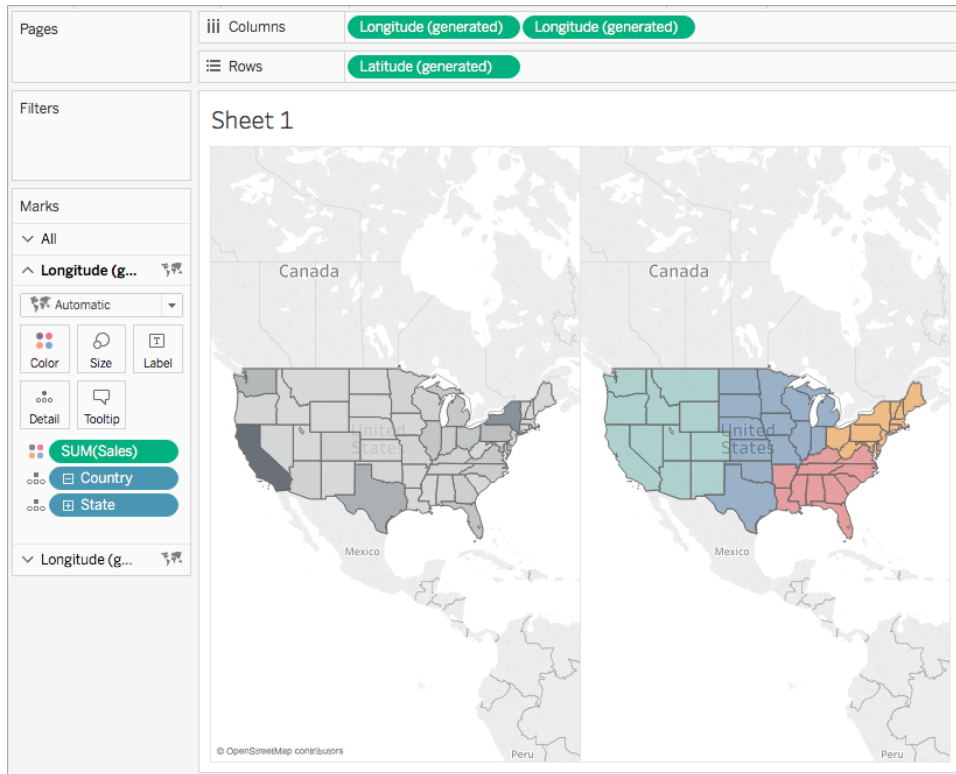 Pages
Columns
Longitude (generated)
Longitude (generated)
Rows
Latitude (generated)
Filters
Marks
All
Longitude (g...
Automatic
Color
Size
T
Label
Detail
Tooltip
SUM(Sales)
Country
State
Longitude (g...
Sheet 1
Canada
United
States
Mexico
Peru
© OpenStreetMap contributors
Canada
United
States
Mexico
Peru